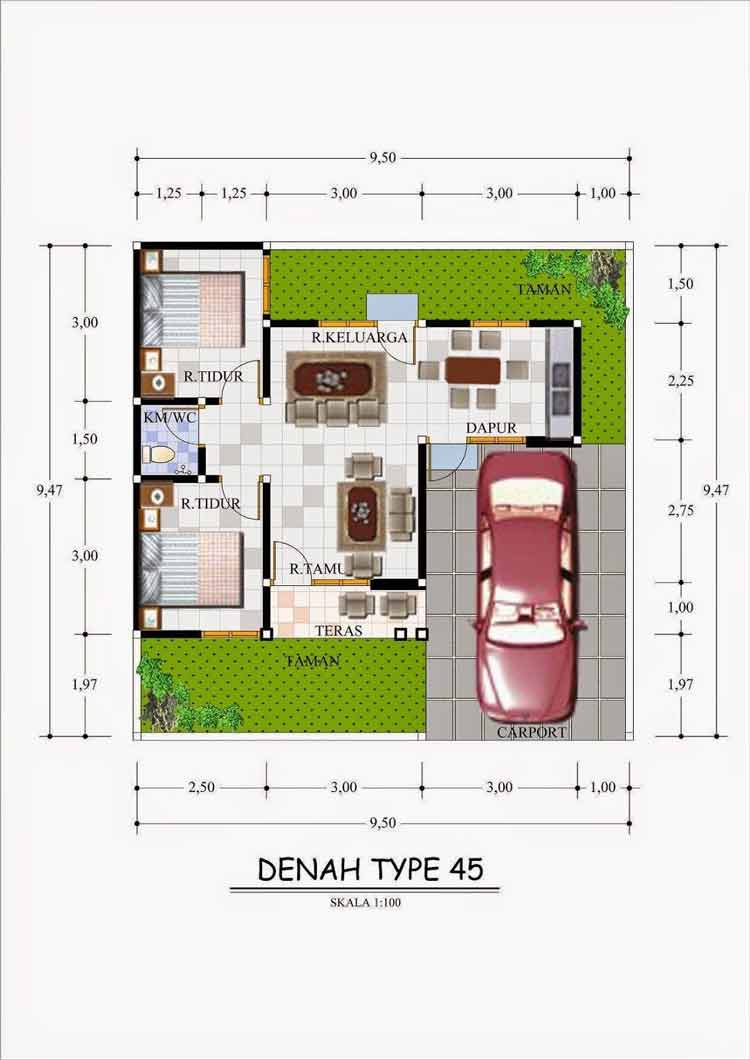 9,47
1,97
3,00
1,50
3,00
KM/WC
R.TIDUR
R.TIDUR
TAMAN
TERAS
R.TAMU
R.KELUARGA
DAPUR
TAMAN
CARPORT
2,50
3,00
3,00
1,00
9,50
1,25
1,25
3,00
3,00
1,00
9,50
1,97
1,00
2,75
2,25
1,50
9,47
DENAH TYPE 45
SKALA 1:100